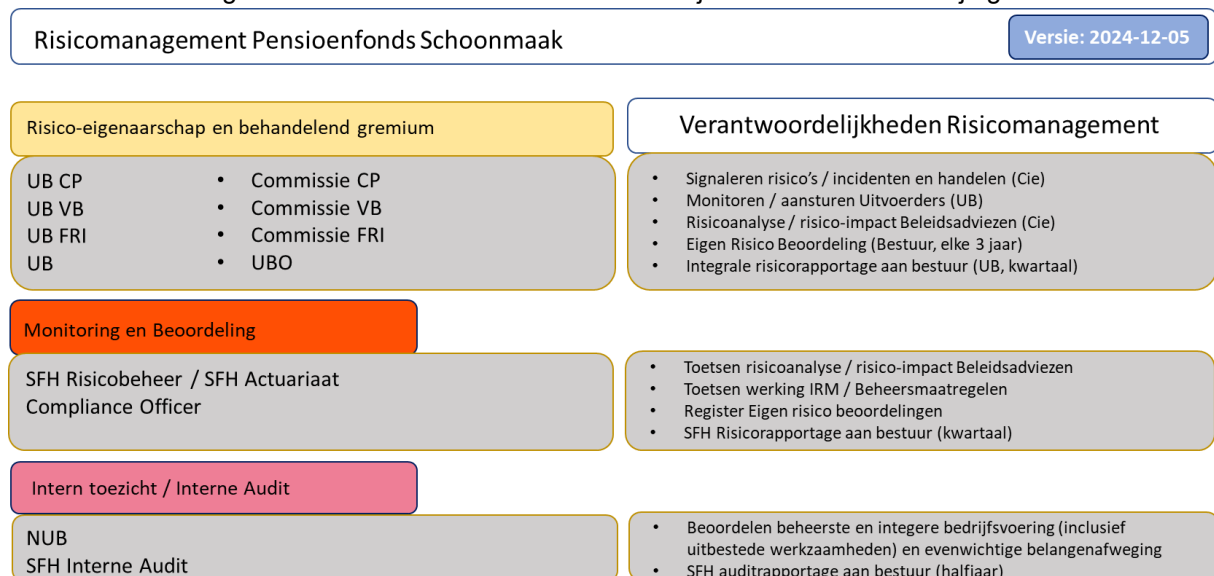 Risicomanagement Pensioenfonds Schoonmaak
Versie: 2024-12-05
Risico-eigenaarschap en behandelend gremium
UB CP • Commissie CP
UB VB • Commissie VB
UB FRI • Commissie FRI
UB • UBO
Verantwoordelijkheden Risicomanagement
• Signaleren risico's / incidenten en handelen (Cie)
• Monitoren / aansturen Uitvoerders (UB)
• Risicoanalyse / risico-impact Beleidsadviezen (Cie)
• Eigen Risico Beoordeling (Bestuur, elke 3 jaar)
• Integrale risicorapportage aan bestuur (UB, kwartaal)
Monitoring en Beoordeling
SFH Risicobeheer / SFH Actuariaat
Compliance Officer
• Toetsen risicoanalyse / risico-impact Beleidsadviezen
• Toetsen werking IRM / Beheersmaatregelen
• Register Eigen risico beoordelingen
• SFH Risicorapportage aan bestuur (kwartaal)
Intern toezicht / Interne Audit
NUB
SFH Interne Audit
• Beoordelen beheerste en integere bedrijfsvoering (inclusief
uitbestede werkzaamheden) en evenwichtige belangenafweging
• SFH auditrapportage aan bestuur (halfjaar)